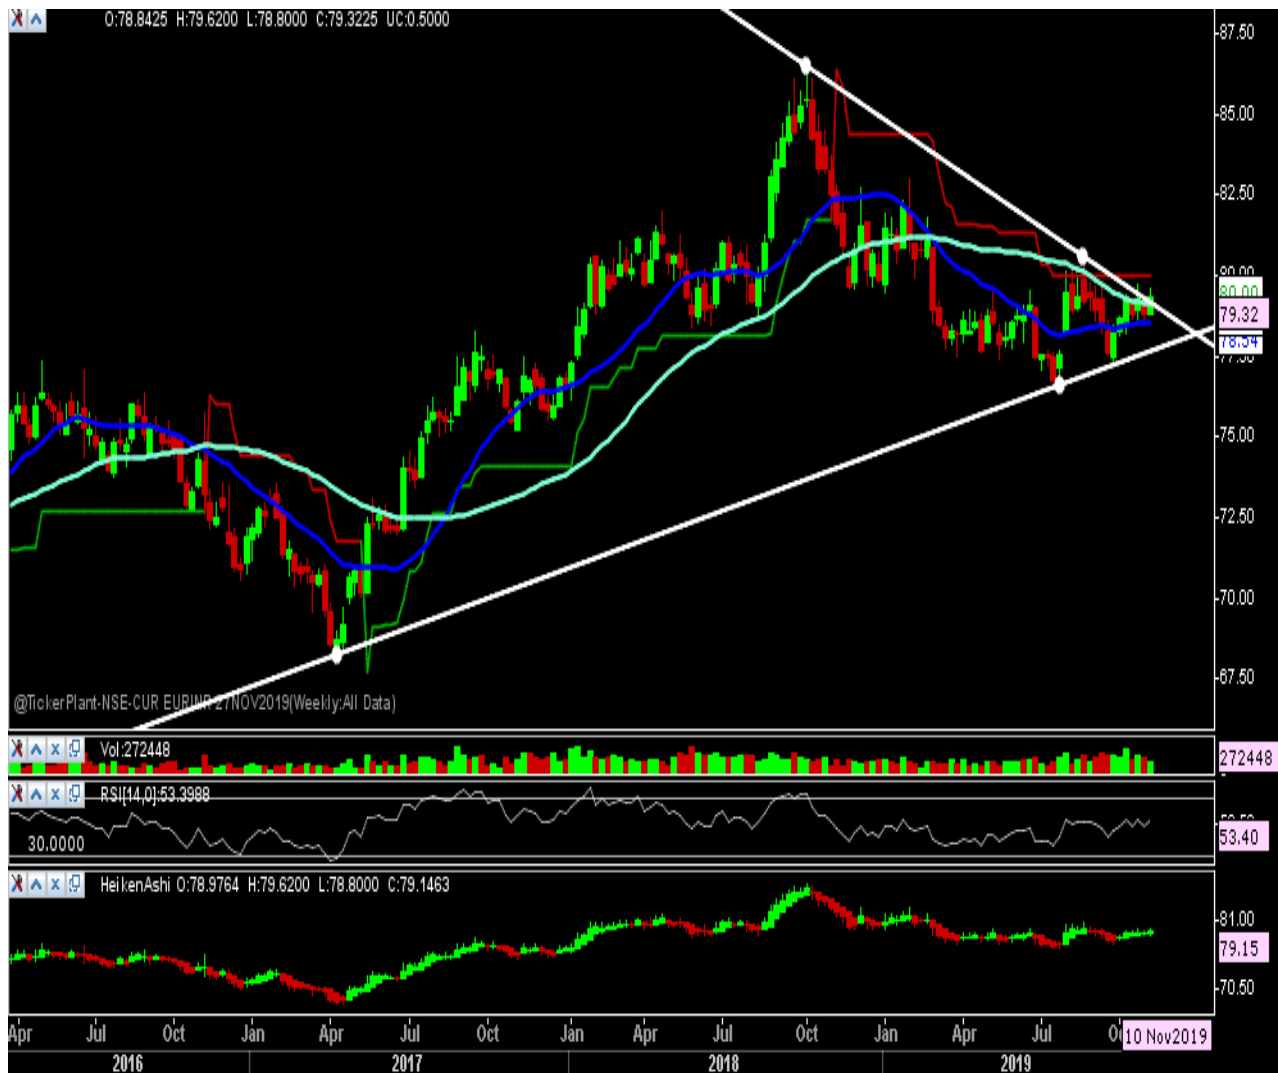 O:78.8425 H:79.6200 L:78.8000 C:79.3225 UC:0.5000
87.50
85.00
82.50
80.00
80.00
79.32
78.54
77.50
75.00
72.50
70.00
67.50
@TickerPlant-NSE-CUR EURINR 27NOV2019(Weekly:All Data)
Vol:272448
272448
RSI[14,0]:53.3988
53.40
30.0000
HeikenAshi O:78.9764 H:79.6200 L:78.8000 C:79.1463
81.00
79.15
70.50
Apr Jul Oct Jan Apr Jul Oct Jan Apr Jul Oct Jan Apr Jul 10 Nov2019
2016 2017 2018 2019